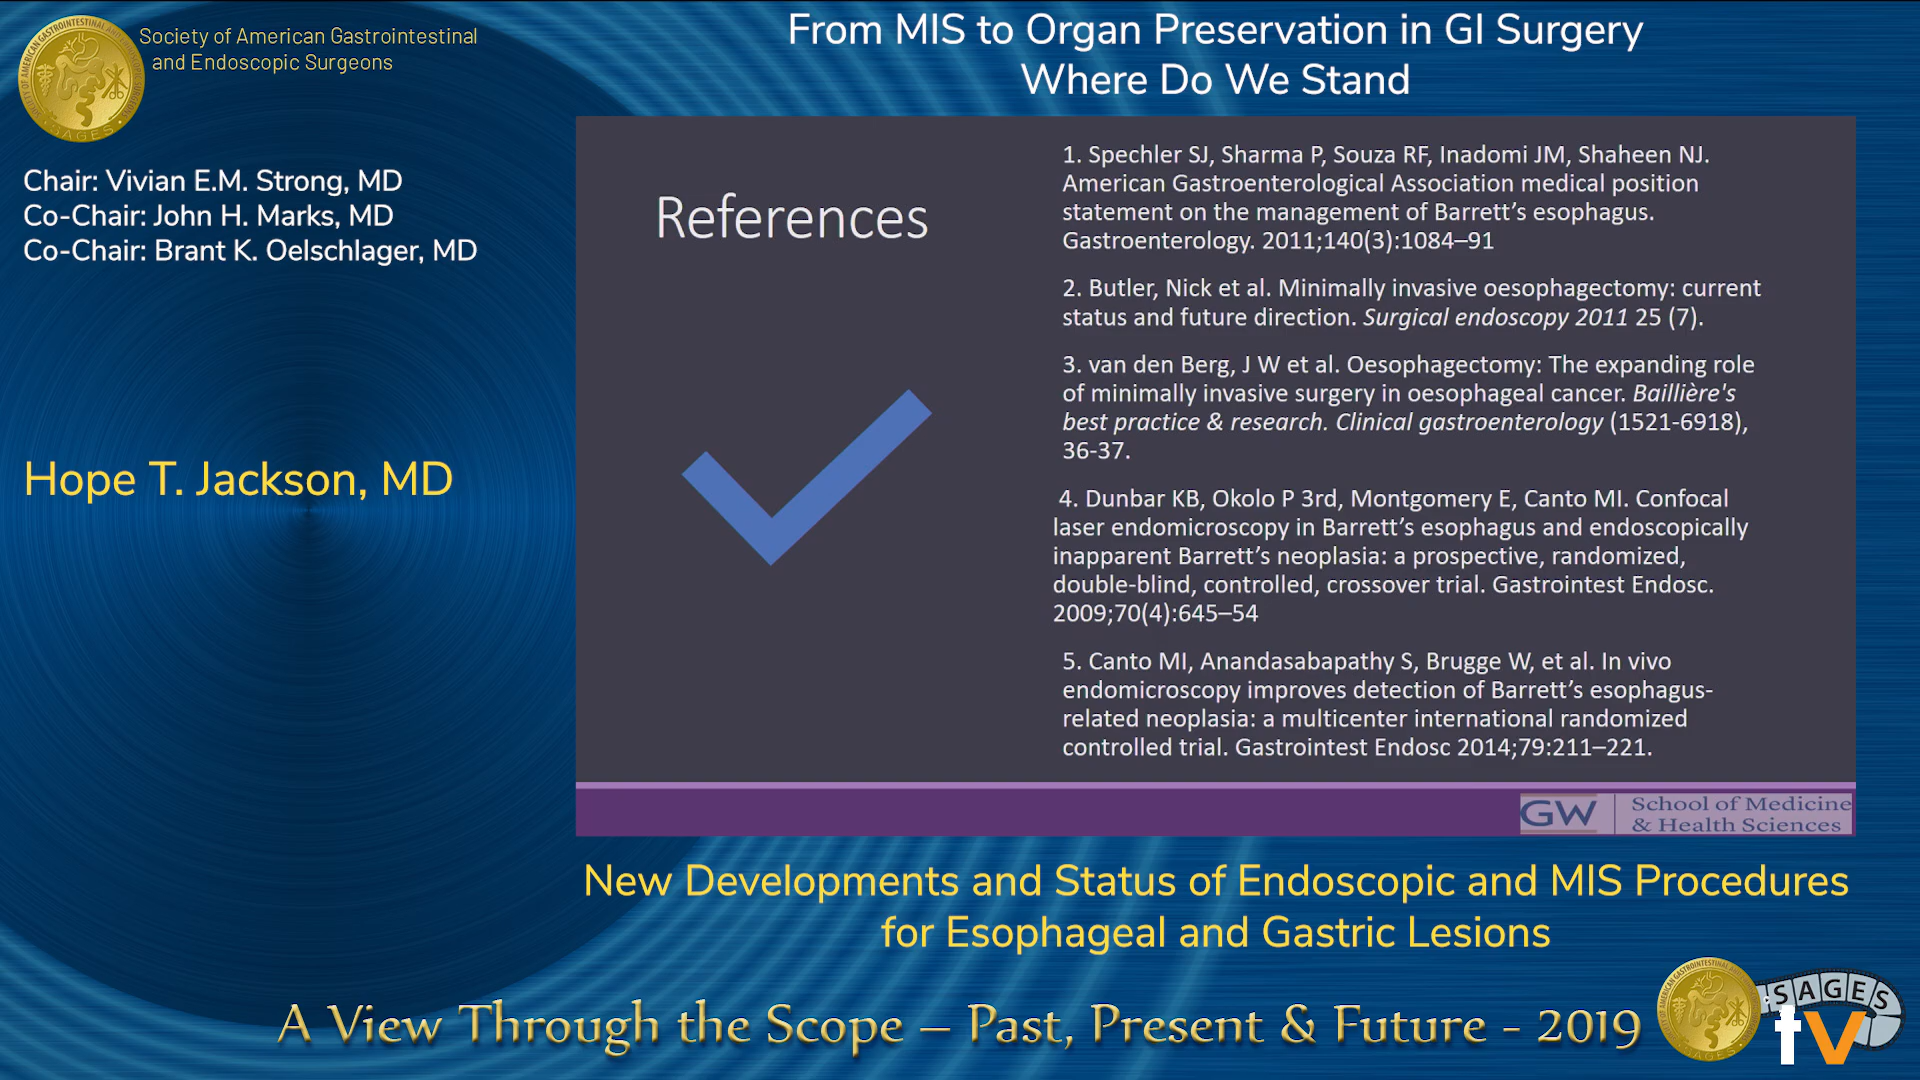 Society of American Gastrointestinal
and Endoscopic Surgeons
From MIS to Organ Preservation in GI Surgery
Where Do We Stand
Chair: Vivian E.M. Strong, MD
Co-Chair: John H. Marks, MD
Co-Chair: Brant K. Oelschlager, MD
Hope T. Jackson, MD
References
1. Spechler SJ, Sharma P, Souza RF, Inadomi JM, Shaheen NJ.
American Gastroenterological Association medical position
statement on the management of Barrett’s esophagus.
Gastroenterology. 2011;140(3):1084–91
2. Butler, Nick et al. Minimally invasive oesophagectomy: current
status and future direction. Surgical endoscopy 2011 25 (7).
3. van den Berg, J W et al. Oesophagectomy: The expanding role
of minimally invasive surgery in oesophageal cancer. Baillière's
best practice & research. Clinical gastroenterology (1521-6918),
36-37.
4. Dunbar KB, Okolo P 3rd, Montgomery E, Canto MI. Confocal
laser endomicroscopy in Barrett’s esophagus and endoscopically
inapparent Barrett’s neoplasia: a prospective, randomized,
double-blind, controlled, crossover trial. Gastrointest Endosc.
2009;70(4):645–54
5. Canto MI, Anandasabapathy S, Brugge W, et al. In vivo
endomicroscopy improves detection of Barrett’s esophagus-
related neoplasia: a multicenter international randomized
controlled trial. Gastrointest Endosc 2014;79:211–221.
GW
School of Medicine
& Health Sciences
New Developments and Status of Endoscopic and MIS Procedures
for Esophageal and Gastric Lesions
A View Through the Scope – Past, Present & Future - 2019
SAGES
tv